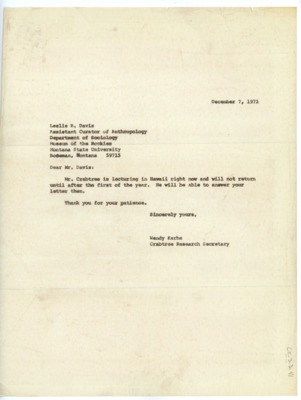 December 7, 1972
Leslie B. Davis
Assistant Curator of Anthropology
Department of Sociology
Museum of the Rockies
Montana State University
Bozeman, Montana 59715
Dear Mr. Davis:
Mr. Crabtree is lecturing in Hawaii right now and will not return
until after the first of the year. He will be able to answer your
letter then.
Thank you for your patience.
Sincerely yours,
Wendy
Crabtree Research Secretary